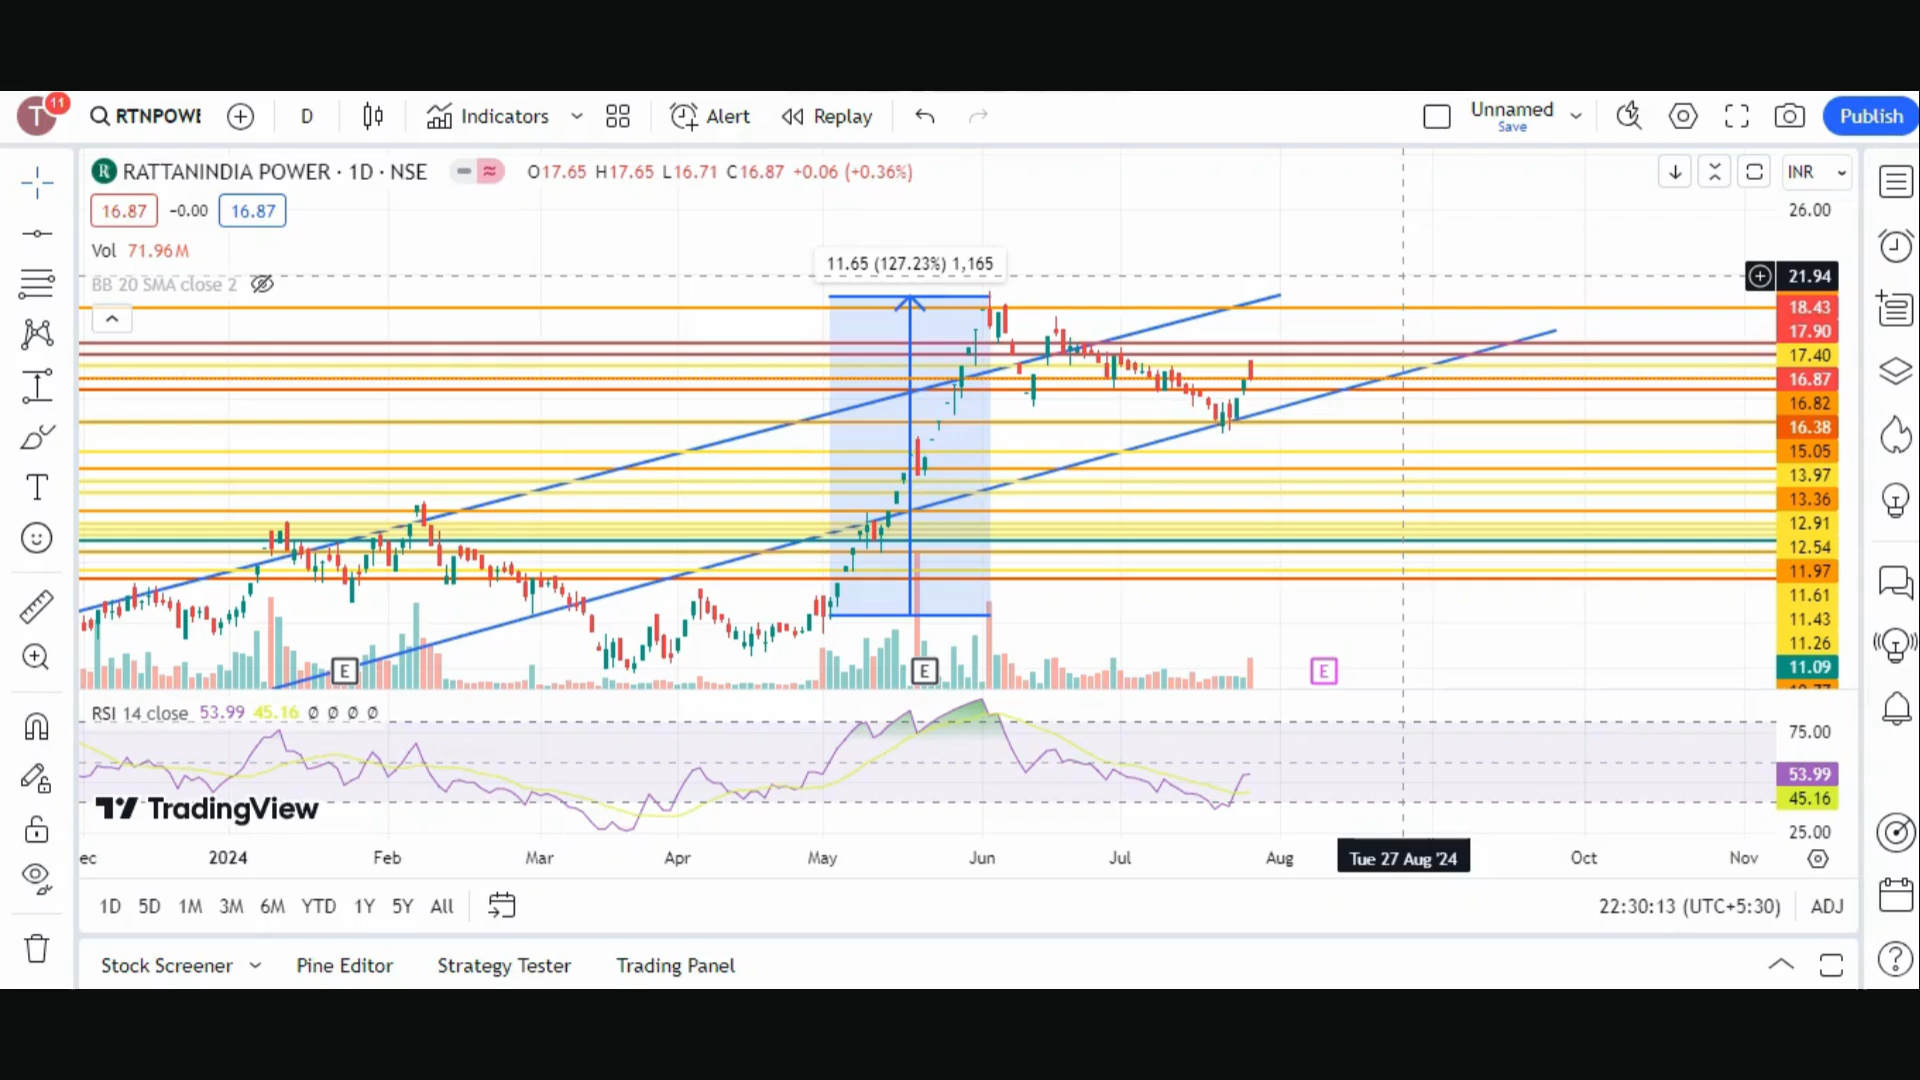 T 11 RTNPOWE D Indicators Alert Replay Unnamed Save Publish
R RATTANINDIA POWER · 1D · NSE O17.65 H17.65 L16.71 C16.87 +0.06 (+0.36%) INR
16.87 −0.00 16.87
26.00
Vol 71.96M
BB 20 SMA close 2
11.65 (127.23%) 1,165
21.94
18.43
17.90
17.40
16.87
16.82
16.38
15.05
13.97
13.36
12.91
12.54
11.97
11.61
11.43
11.26
11.09
E E E
RSI 14 close 53.99 45.16 Ø Ø Ø Ø
75.00
53.99
45.16
25.00
TradingView
ec 2024 Feb Mar Apr May Jun Jul Aug Tue 27 Aug '24 Oct Nov
1D 5D 1M 3M 6M YTD 1Y 5Y All 22:30:13 (UTC+5:30) ADJ
Stock Screener Pine Editor Strategy Tester Trading Panel